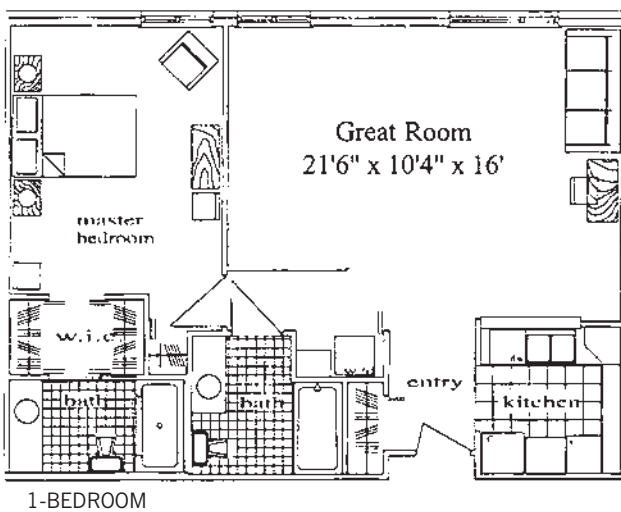 Great Room
21'6" x 10'4" x 16'
master
bedroom
w.i.c.
bath
bath
entry
kitchen
1-BEDROOM